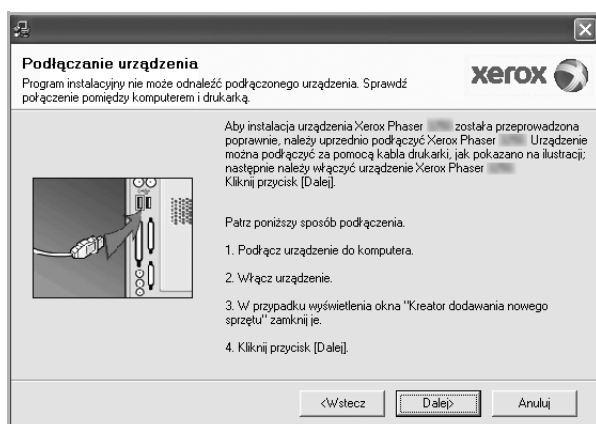 Podłączanie urządzenia
Program instalacyjny nie może odnaleźć podłączonego urządzenia. Sprawdź
połączenie pomiędzy komputerem i drukarką.
xerox
Aby instalacja urządzenia Xerox Phaser została przeprowadzona
poprawnie, należy uprzednio podłączyć Xerox Phaser Urządzenie
można podłączyć za pomocą kabla drukarki, jak pokazano na ilustracji;
następnie należy włączyć urządzenie Xerox Phaser
Kliknij przycisk [Dalej].
Patrz poniższy sposób podłączenia.
1. Podłącz urządzenie do komputera.
2. Włącz urządzenie.
3. W przypadku wyświetlenia okna "Kreator dodawania nowego
sprzętu" zamknij je.
4. Kliknij przycisk [Dalej].
<Wstecz
Dalej>
Anuluj